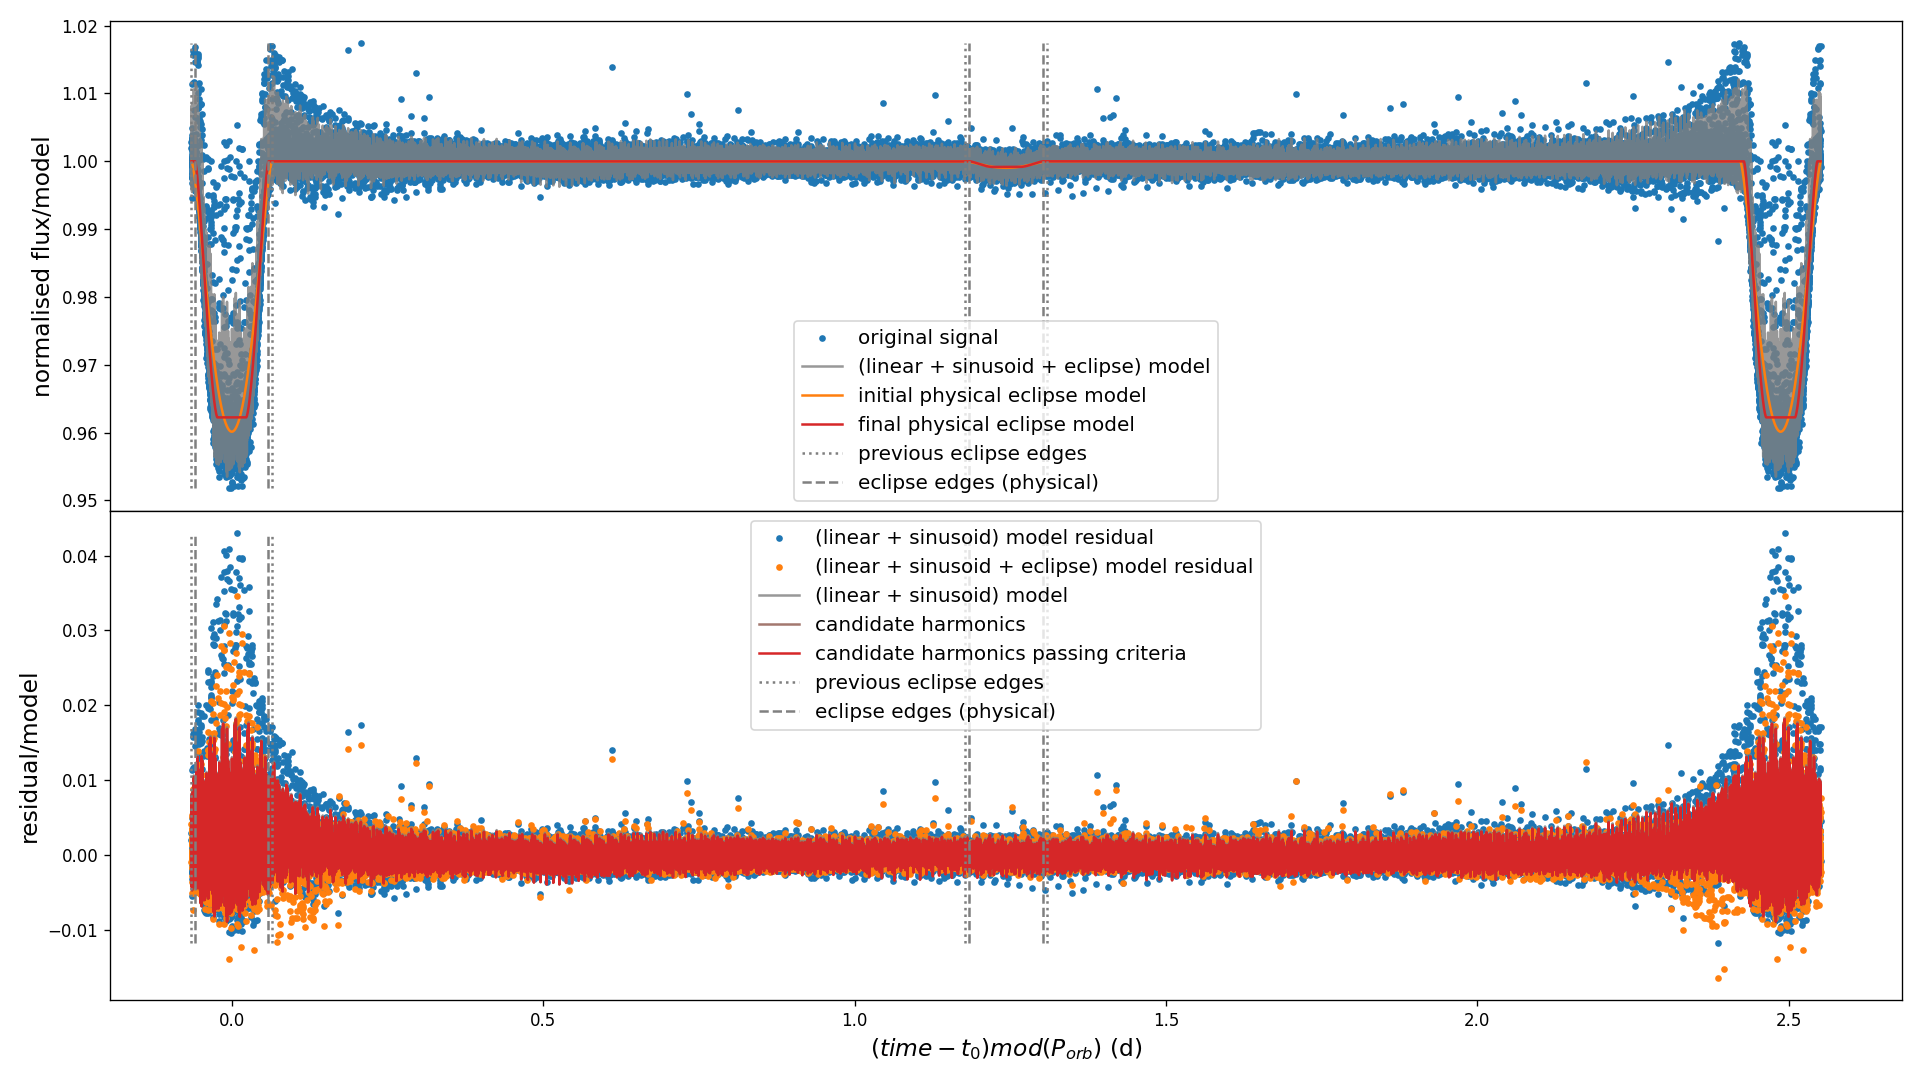 1.02
1.01
1.00
0.99
0.98
0.97
0.96
0.95
normalised flux/model
original signal
(linear + sinusoid + eclipse) model
initial physical eclipse model
final physical eclipse model
previous eclipse edges
eclipse edges (physical)
0.04
0.03
0.02
0.01
0.00
−0.01
residual/model
(linear + sinusoid) model residual
(linear + sinusoid + eclipse) model residual
(linear + sinusoid) model
candidate harmonics
candidate harmonics passing criteria
previous eclipse edges
eclipse edges (physical)
0.0 0.5 1.0 1.5 2.0 2.5
(time − t₀)mod(Pₒᵣb) (d)